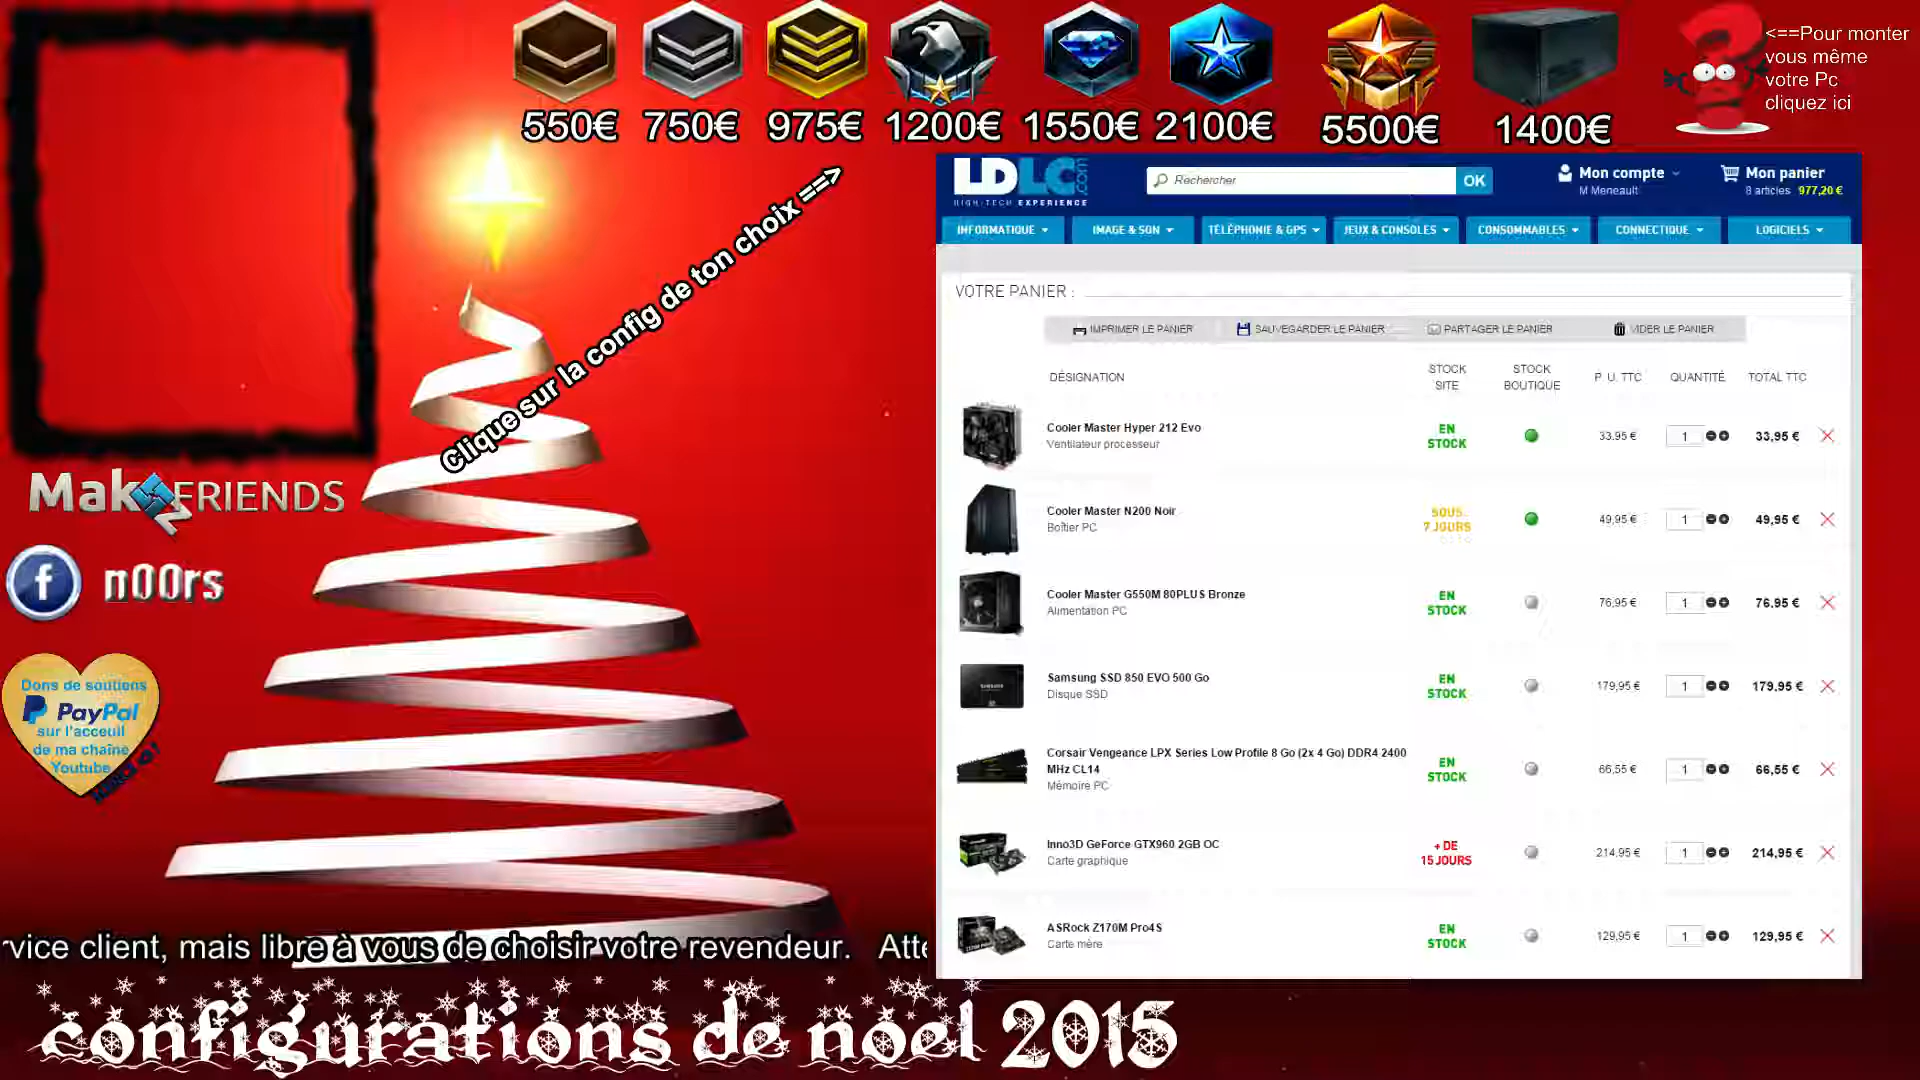 550€ 750€ 975€ 1200€ 1550€ 2100€ 5500€ 1400€
<==Pour monter
vous même
votre Pc
cliquez ici
Clique sur la config de ton choix ==>
MakFRIENDS
n00rs
Dons de soutiens
PayPal
sur l'acceuil
de ma chaîne
Youtube
LDLC.com
HIGH-TECH EXPERIENCE
Rechercher OK
Mon compte
M Meneault
Mon panier
8 articles 977,20 €
INFORMATIQUE IMAGE & SON TÉLÉPHONIE & GPS JEUX & CONSOLES CONSOMMABLES CONNECTIQUE LOGICIELS
VOTRE PANIER :
IMPRIMER LE PANIER SAUVEGARDER LE PANIER PARTAGER LE PANIER VIDER LE PANIER
DÉSIGNATION STOCK SITE STOCK BOUTIQUE P. U. TTC QUANTITÉ TOTAL TTC
Cooler Master Hyper 212 Evo
Ventilateur processeur
EN STOCK 33,95 € 1 33,95 €
Cooler Master N200 Noir
Boîtier PC
SOUS 7 JOURS 49,95 € 1 49,95 €
Cooler Master G550M 80PLUS Bronze
Alimentation PC
EN STOCK 76,95 € 1 76,95 €
Samsung SSD 850 EVO 500 Go
Disque SSD
EN STOCK 179,95 € 1 179,95 €
Corsair Vengeance LPX Series Low Profile 8 Go (2x 4 Go) DDR4 2400
MHz CL14
Mémoire PC
EN STOCK 66,55 € 1 66,55 €
Inno3D GeForce GTX960 2GB OC
Carte graphique
+ DE 15 JOURS 214,95 € 1 214,95 €
ASRock Z170M Pro4S
Carte mère
EN STOCK 129,95 € 1 129,95 €
rvice client, mais libre à vous de choisir votre revendeur. Atte
configurations de noel 2015